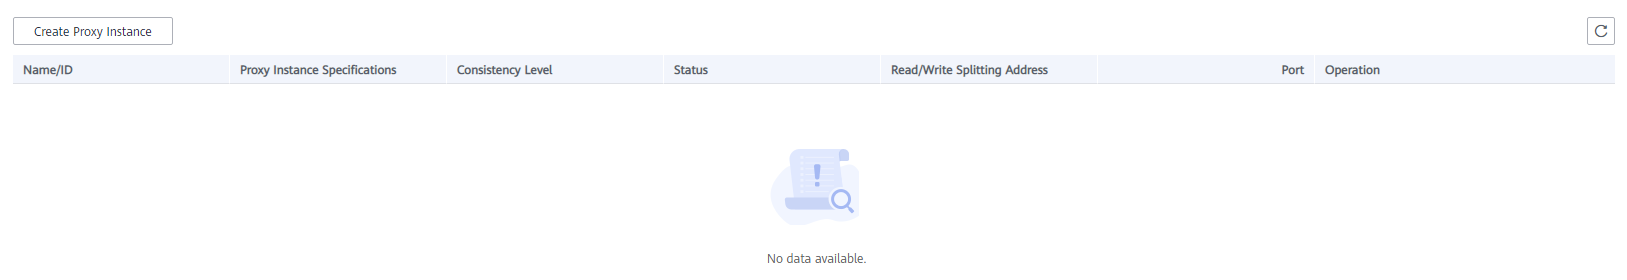 Create Proxy Instance
Name/ID Proxy Instance Specifications Consistency Level Status Read/Write Splitting Address Port Operation
No data available.